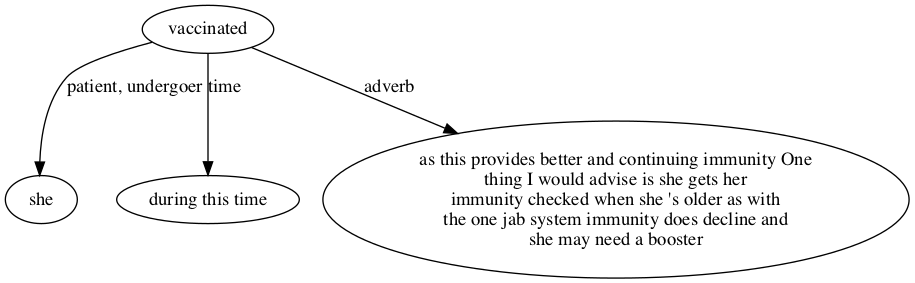 vaccinated
patient, undergoer
time
adverb
she
during this time
as this provides better and continuing immunity One
thing I would advise is she gets her
immunity checked when she 's older as with
the one jab system immunity does decline and
she may need a booster